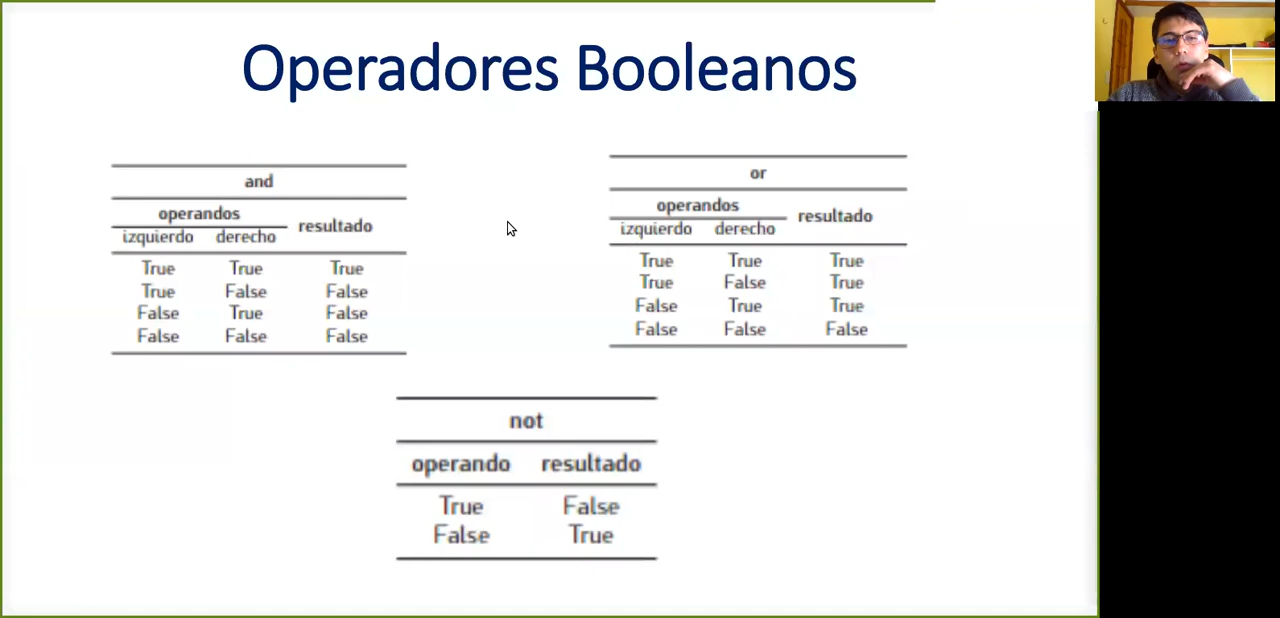 Operadores Booleanos
and
operandos
resultado
izquierdo derecho
True True True
True False False
False True False
False False False
or
operandos
resultado
izquierdo derecho
True True True
True False True
False True True
False False False
not
operando resultado
True False
False True